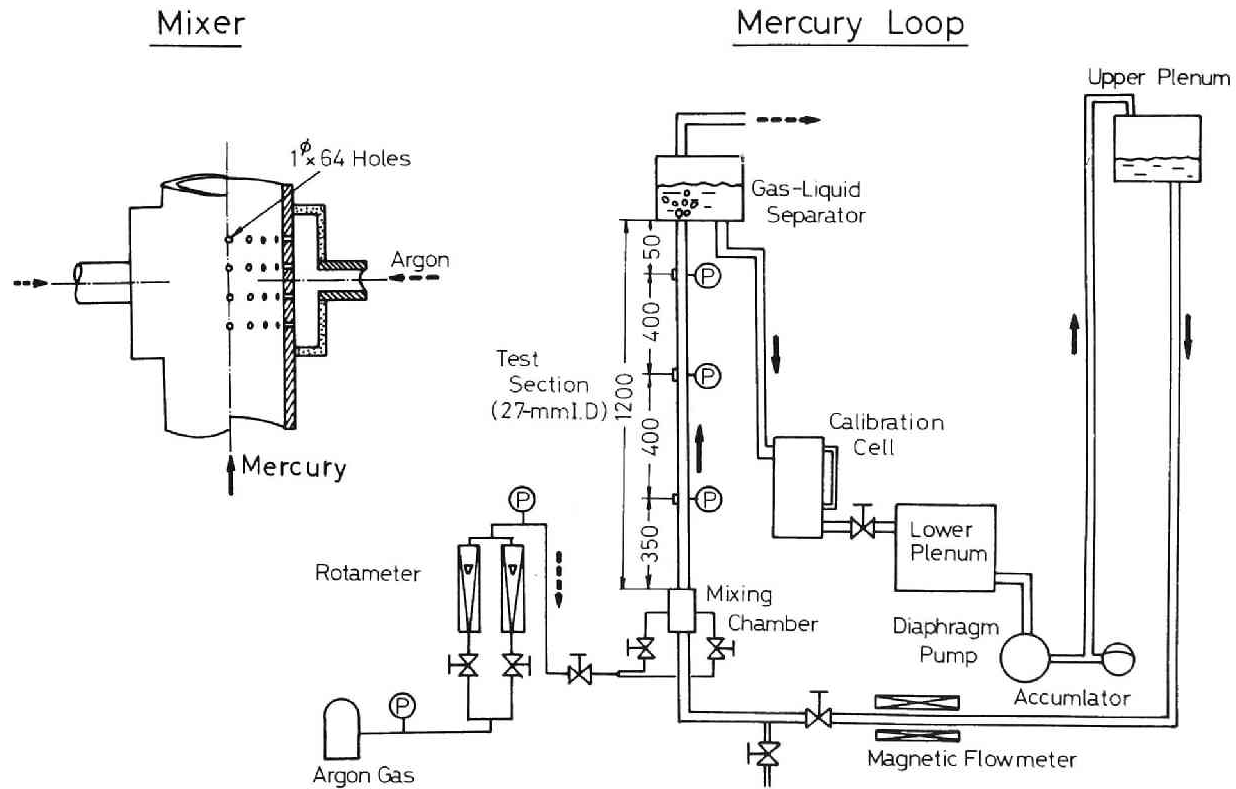 Mixer
Mercury Loop
Upper Plenum
1φ×64 Holes
Gas-Liquid
Separator
Argon
50
P
400
Test
Section
(27-mm I.D)
1200
P
400
Mercury
Calibration
Cell
P
P
350
Lower
Plenum
Rotameter
Mixing
Chamber
Diaphragm
Pump
Accumlator
P
Magnetic Flowmeter
Argon Gas